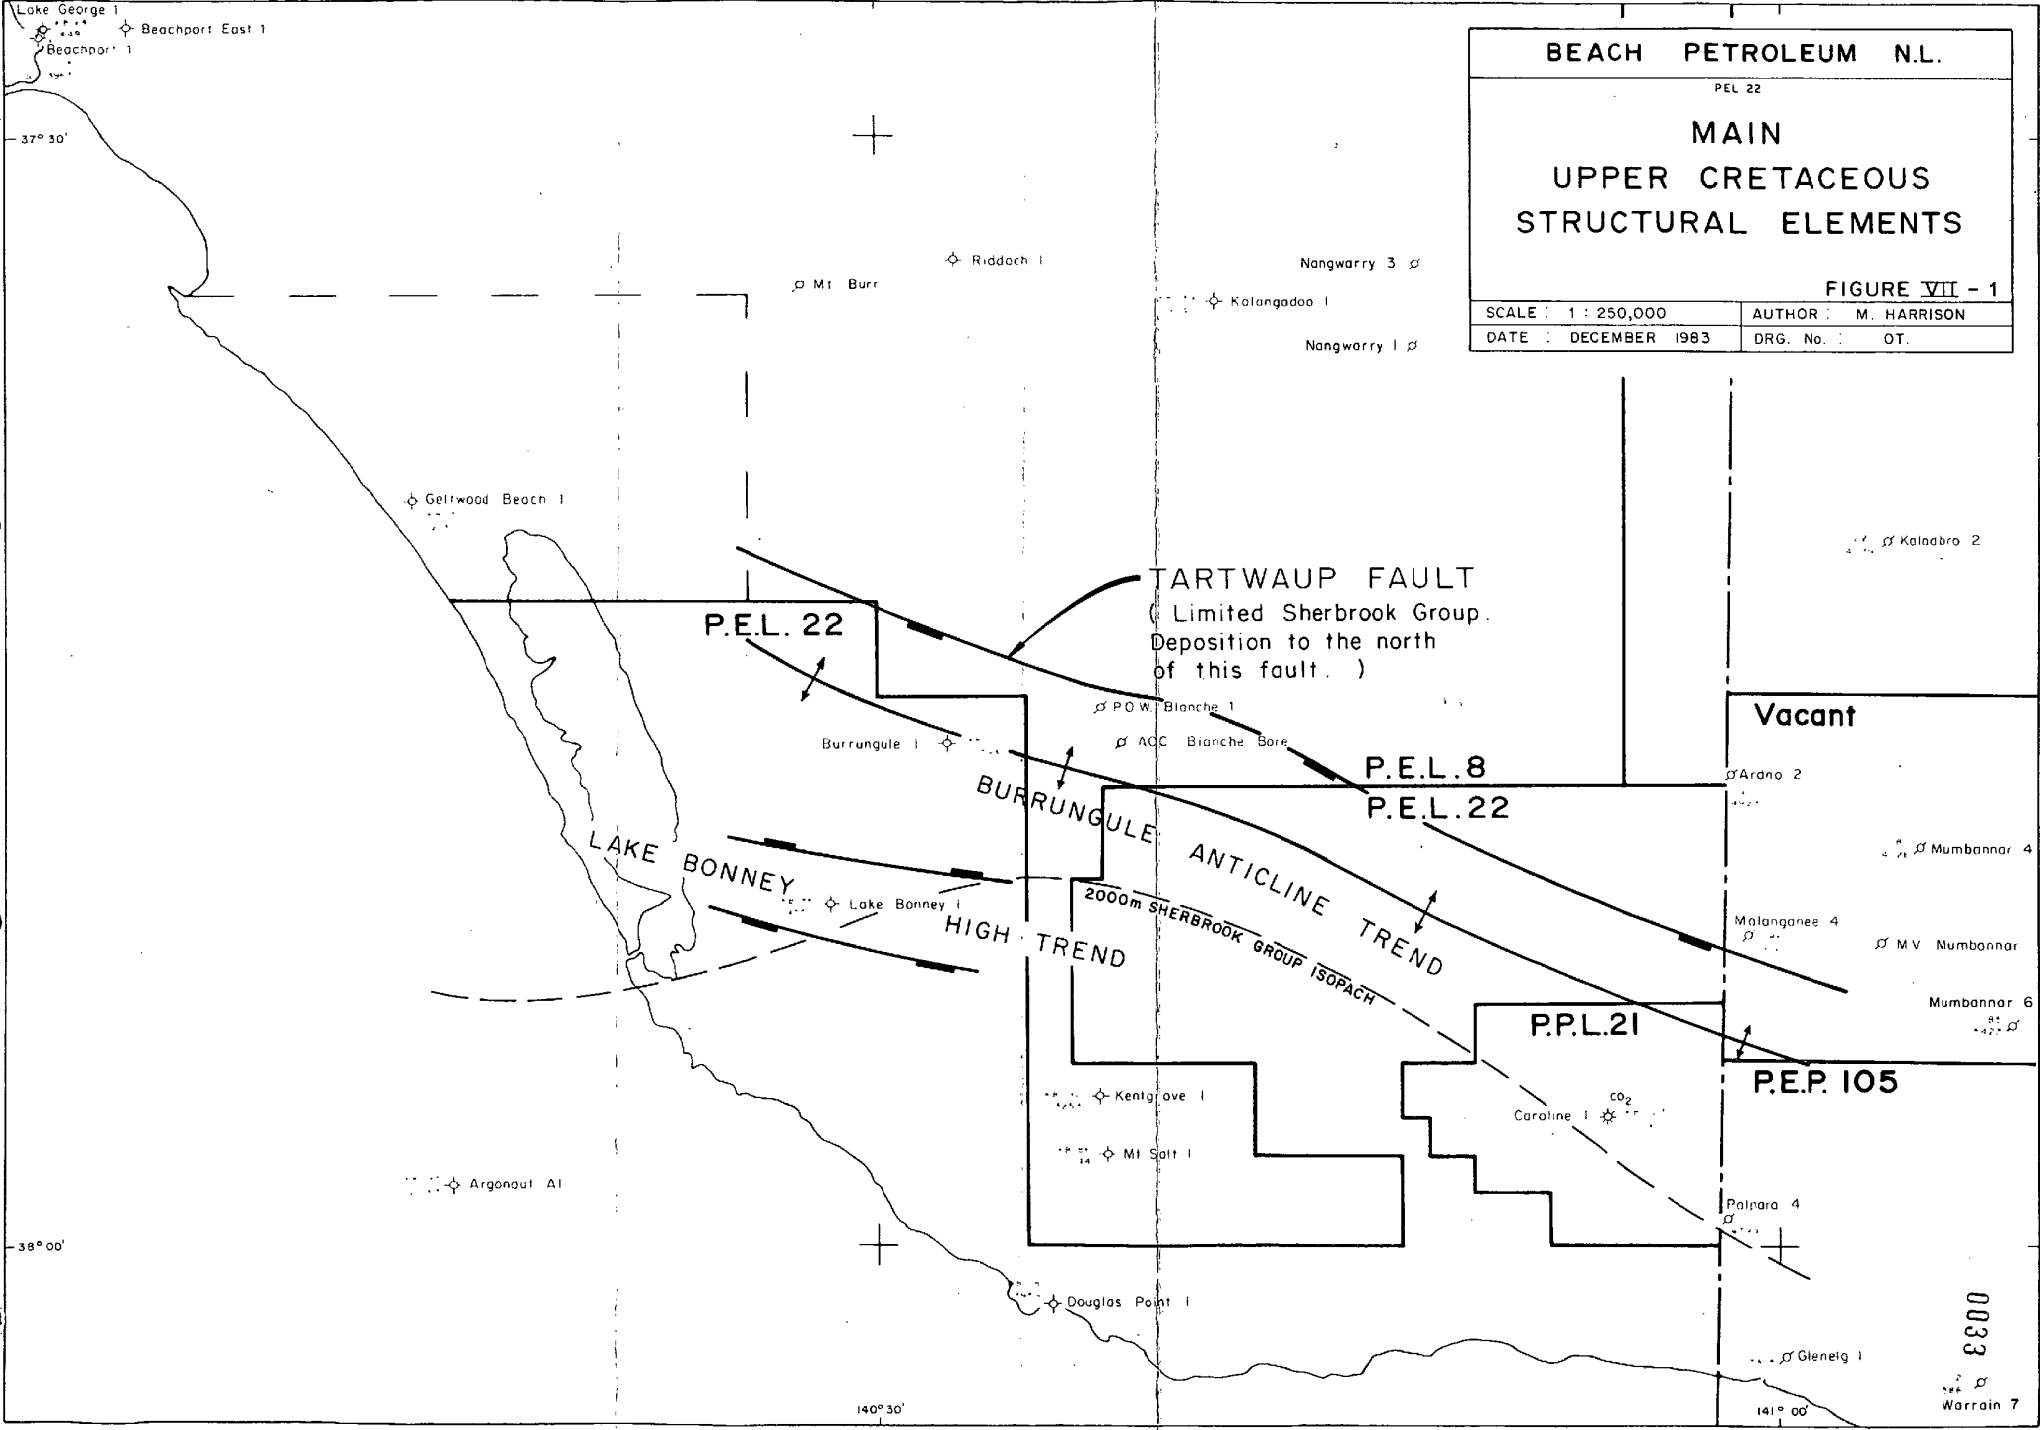 Lake George 1
Beachport East 1
Beachport 1
BEACH PETROLEUM N.L.
PEL 22
MAIN
UPPER CRETACEOUS
STRUCTURAL ELEMENTS
FIGURE VII - 1
SCALE : 1 : 250,000
AUTHOR : M. HARRISON
DATE : DECEMBER 1983
DRG. No. : OT.
37° 30'
Riddoch 1
Mt Burr
Nangwarry 3
Kalangadoo 1
Nangwarry 1
Geltwood Beach 1
Kaladbro 2
TARTWAUP FAULT
( Limited Sherbrook Group.
Deposition to the north
of this fault. )
P.E.L. 22
P.O.W. Blanche 1
Vacant
Burrungule 1
AOC Blanche Bore
P.E.L. 8
P.E.L. 22
Ardno 2
BURRUNGULE ANTICLINE TREND
LAKE BONNEY HIGH TREND
Mumbannar 4
Lake Bonney 1
2000m SHERBROOK GROUP ISOPACH
Malanganee 4
MV Numbannar
Mumbannar 6
P.P.L. 21
P.E.P. 105
Kentgrove 1
CO2
Caroline 1
Mt Salt 1
Argonaut A1
Palpara 4
38° 00'
Douglas Point 1
0033
Glenelg 1
Warrain 7
140° 30'
141° 00'